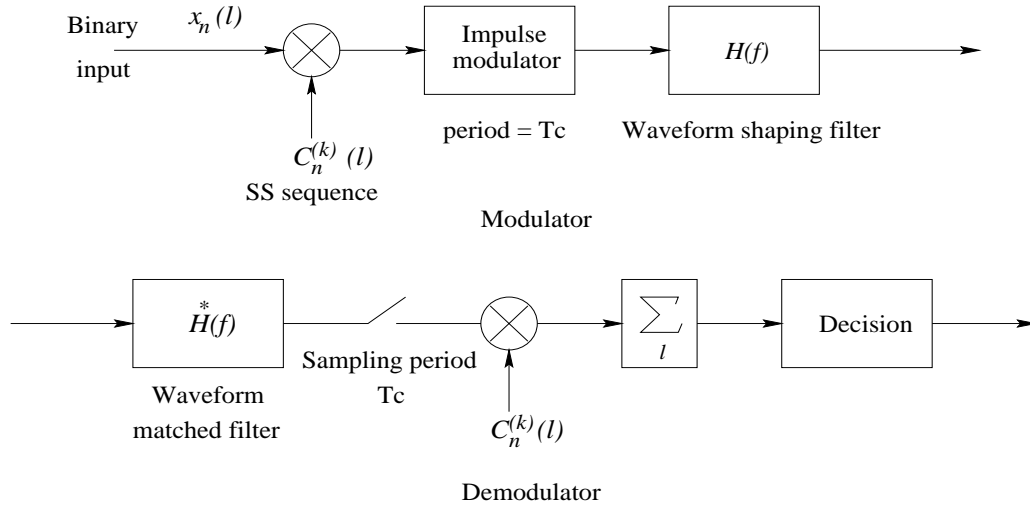 Binary
input
x_n(l)
C_n^{(k)}(l)
SS sequence
Impulse
modulator
period = Tc
H(f)
Waveform shaping filter
Modulator
H^*(f)
Waveform
matched filter
Sampling period
Tc
C_n^{(k)}(l)
∑
l
Decision
Demodulator